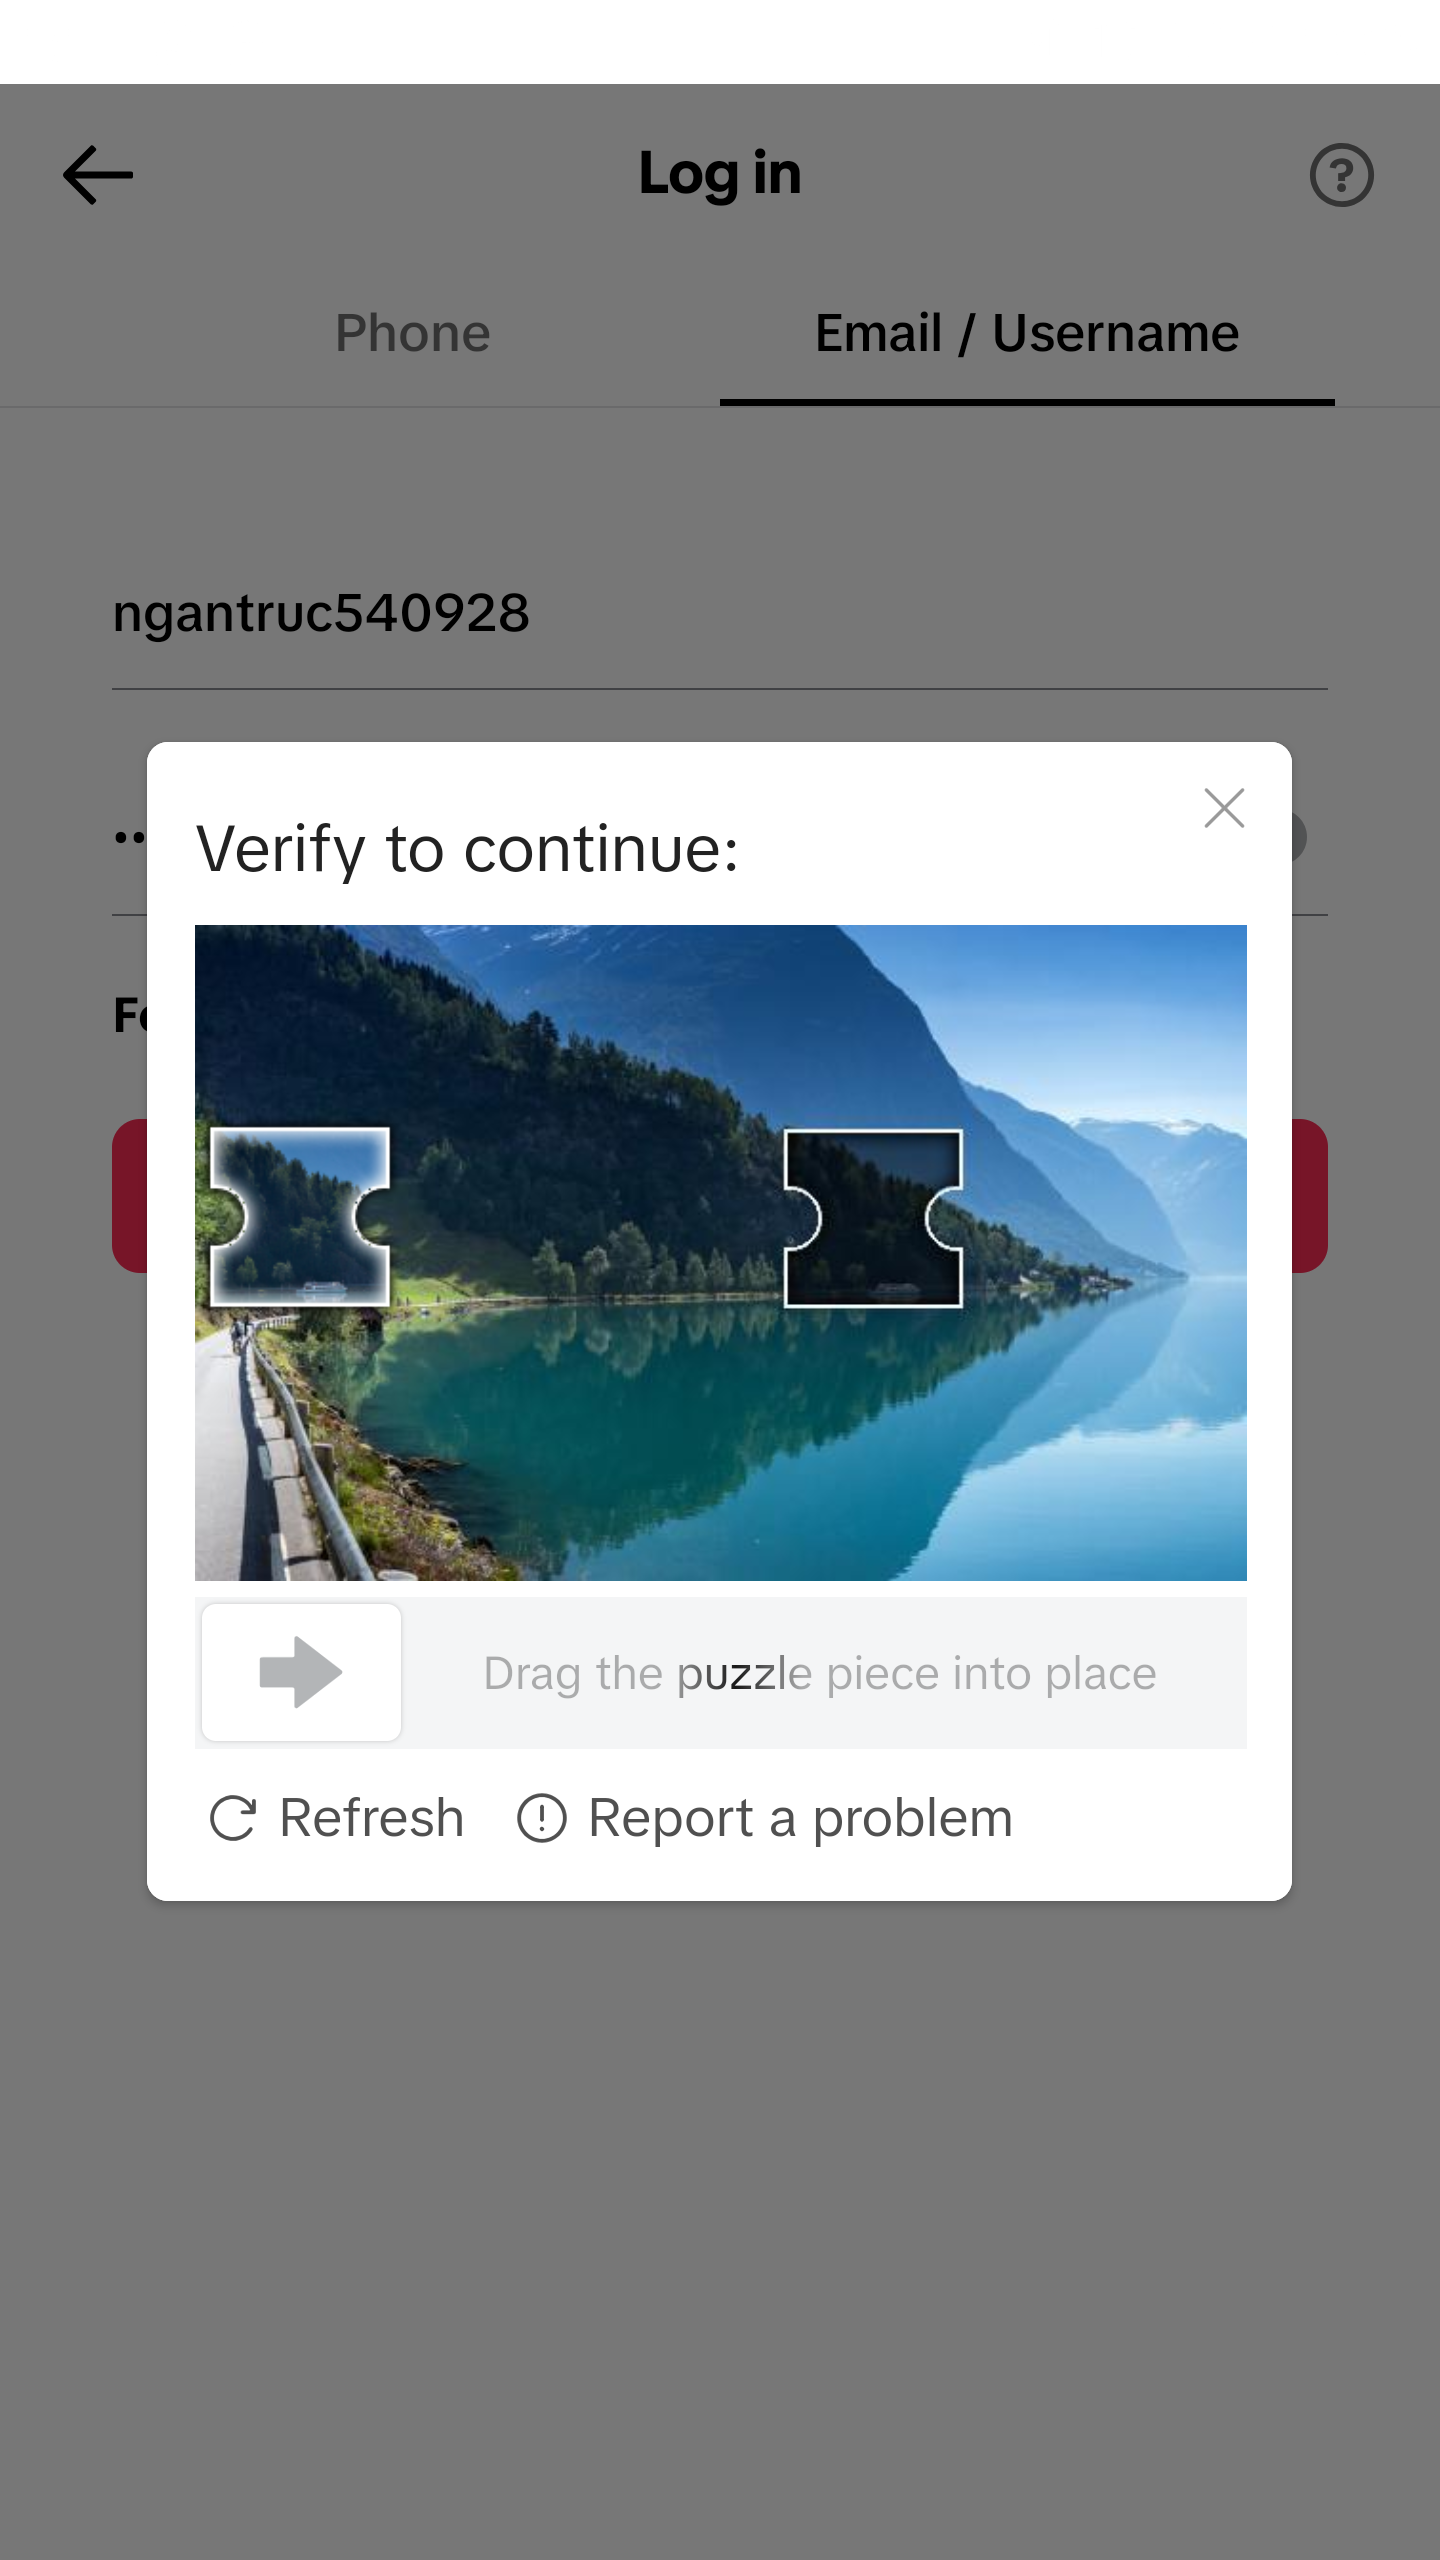 Log in
Phone
Email / Username
ngantruc540928
Verify to continue:
Drag the puzzle piece into place
Refresh
Report a problem